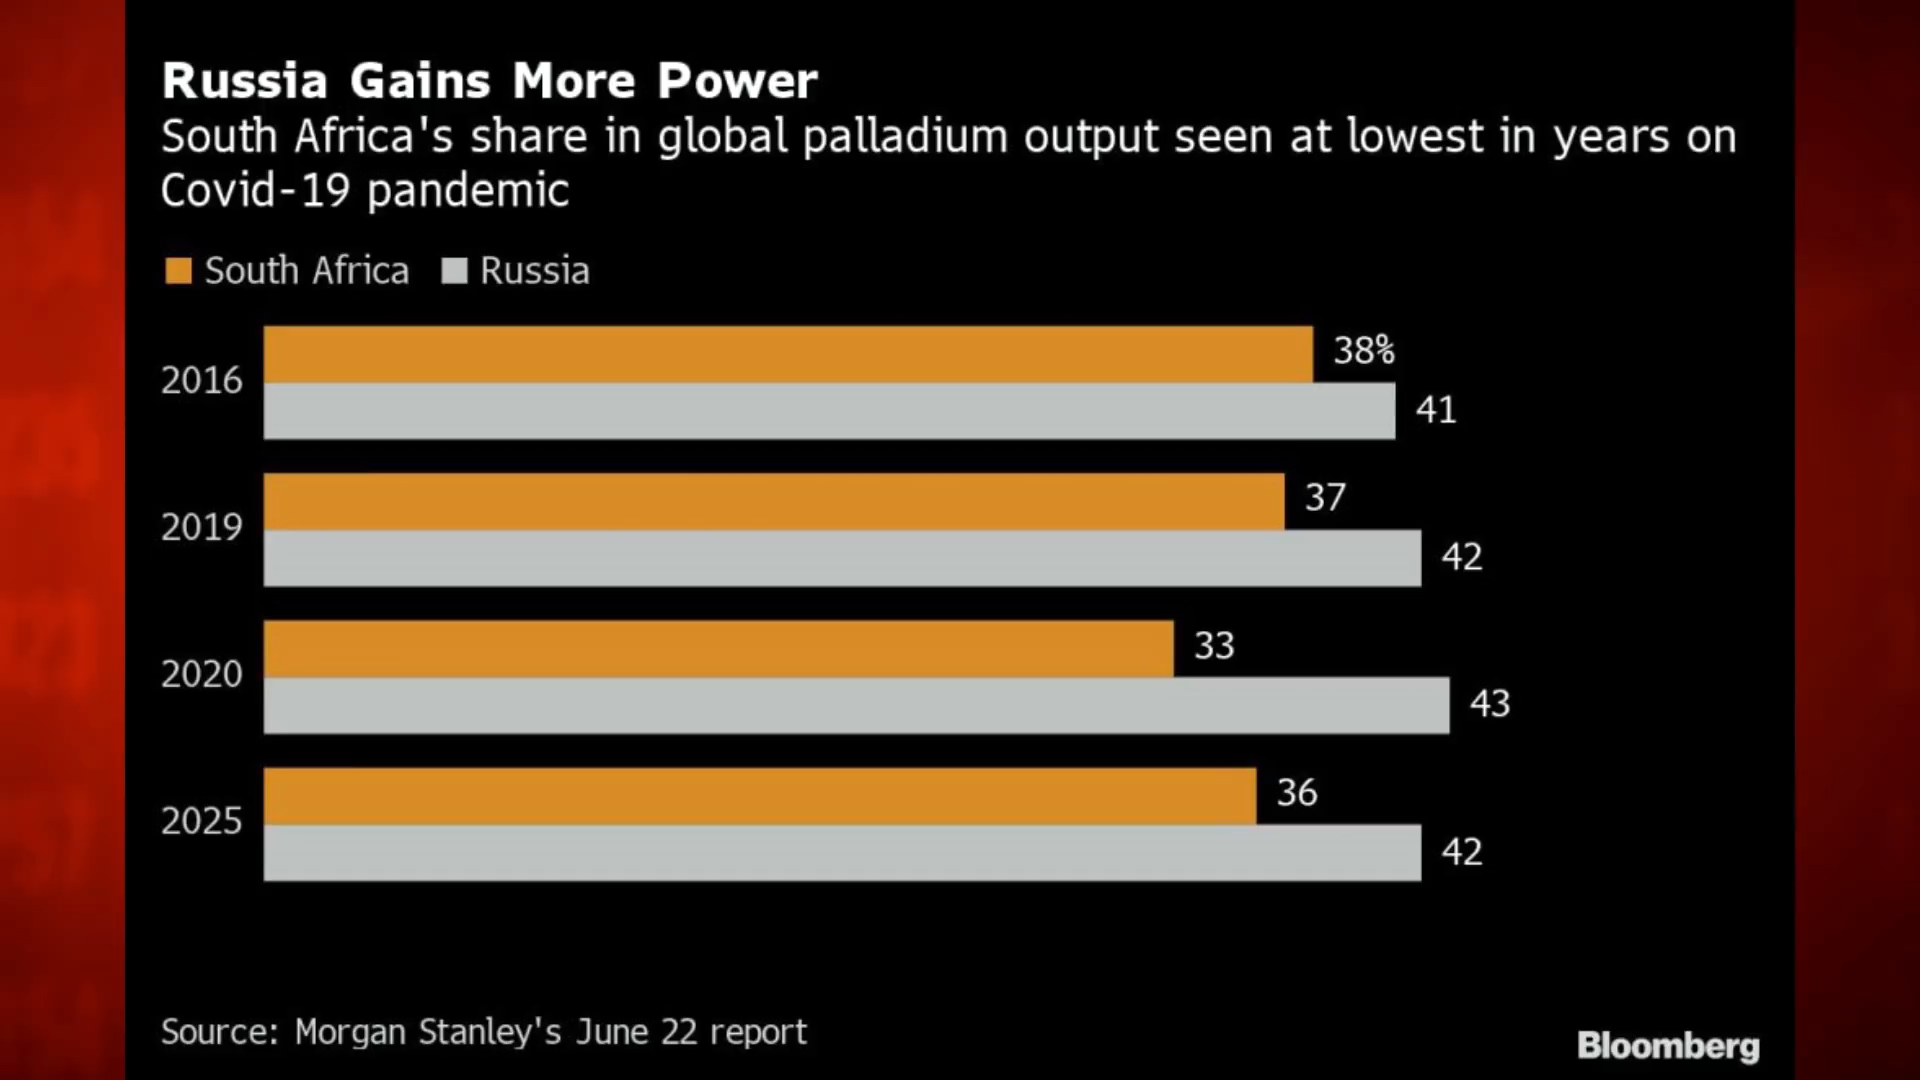 Russia Gains More Power
South Africa's share in global palladium output seen at lowest in years on
Covid-19 pandemic
South Africa Russia
2016
38%
41
2019
37
42
2020
33
43
2025
36
42
Source: Morgan Stanley's June 22 report
Bloomberg